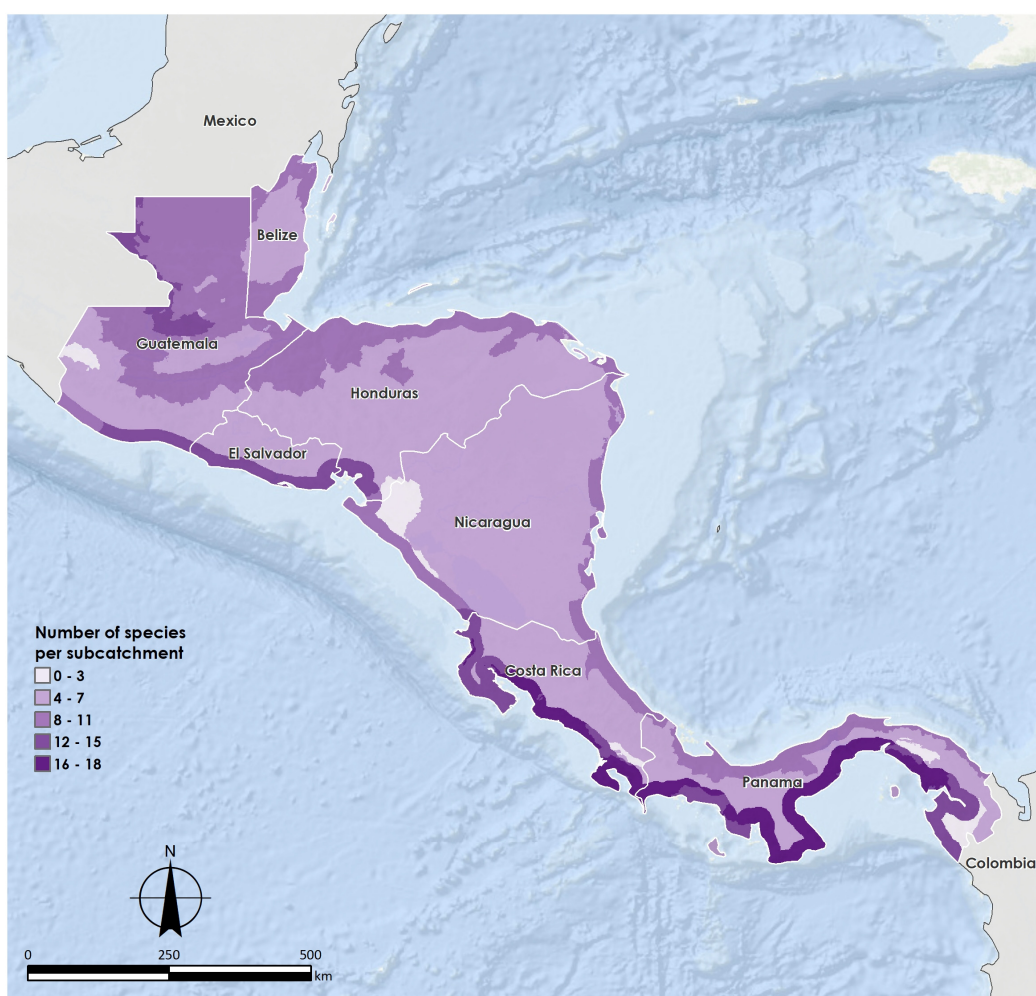 Mexico
Belize
Guatemala
Honduras
El Salvador
Nicaragua
Number of species
per subcatchment
0 - 3
4 - 7
8 - 11
12 - 15
16 - 18
Costa Rica
Panama
Colombia
N
0 250 500
km